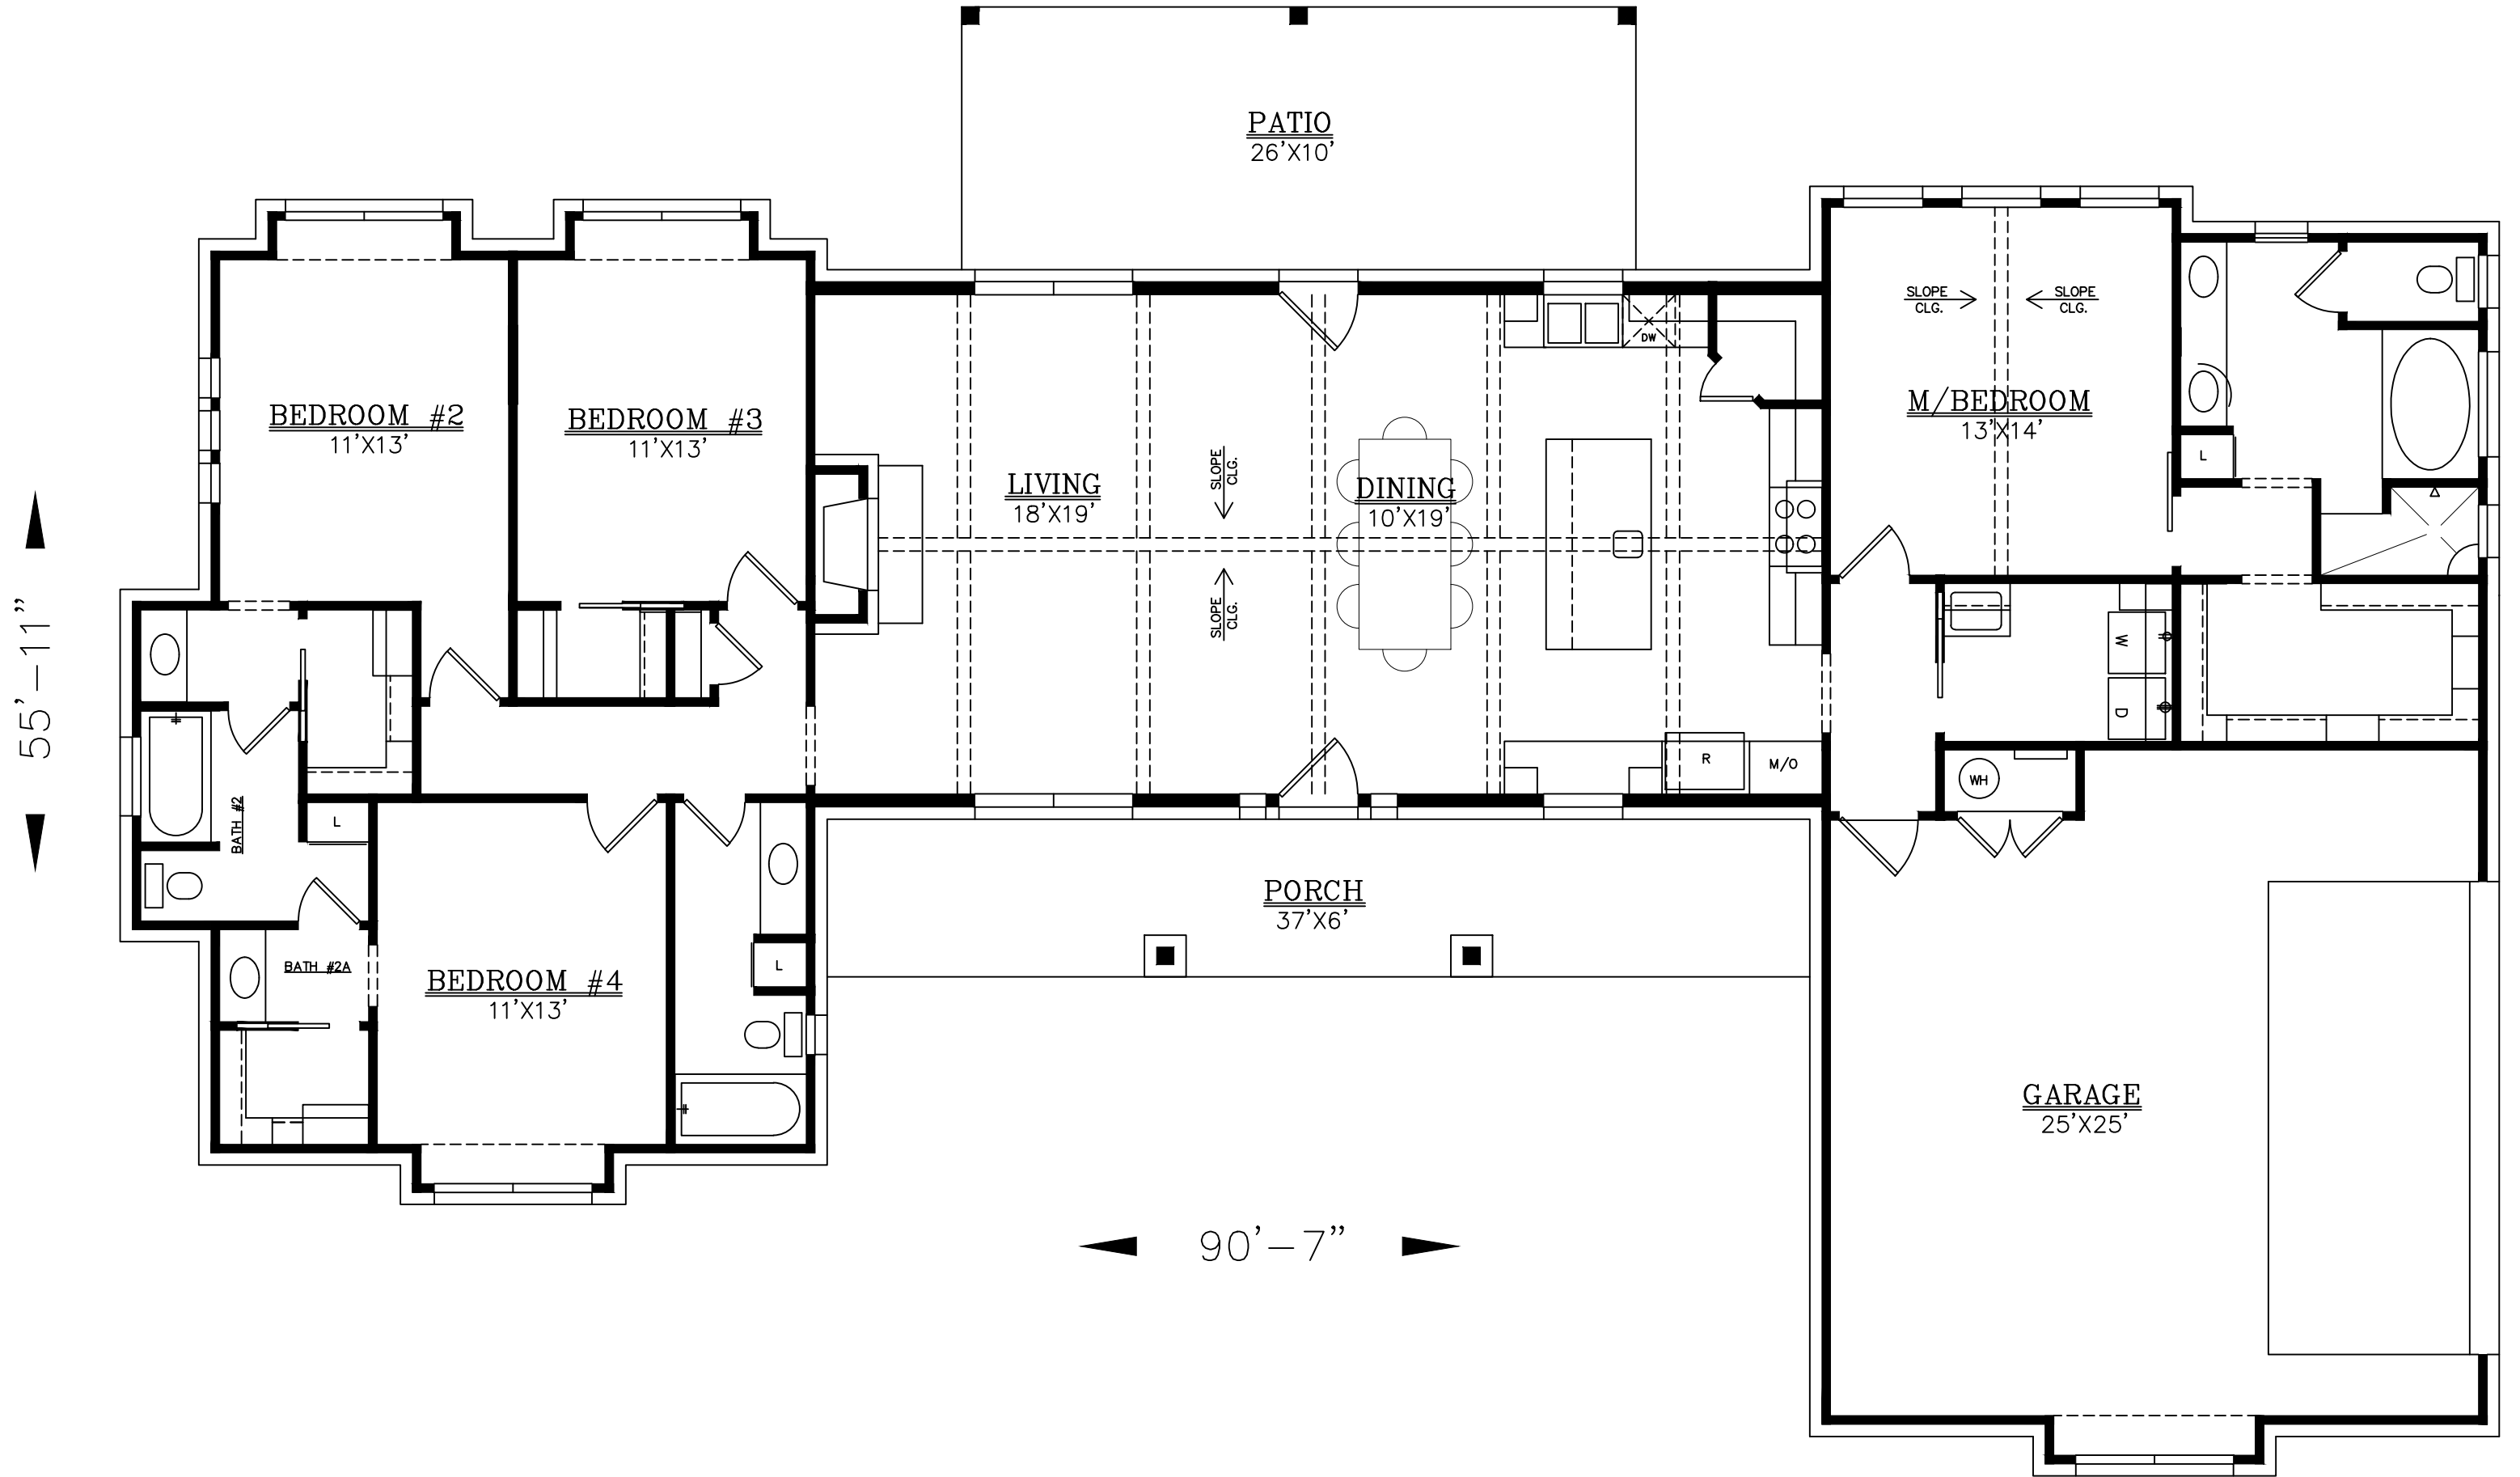 PATIO
26'X10'
SLOPE
CLG.
SLOPE
CLG.
DW
BEDROOM #2
11'X13'
BEDROOM #3
11'X13'
M/BEDROOM
13'X14'
L
SLOPE
CLG.
LIVING
18'X19'
DINING
10'X19'
SLOPE
CLG.
W
D
55'-11"
R
M/O
WH
L
BATH #2
PORCH
37'X6'
BATH #2A
L
BEDROOM #4
11'X13'
GARAGE
25'X25'
90'-7"